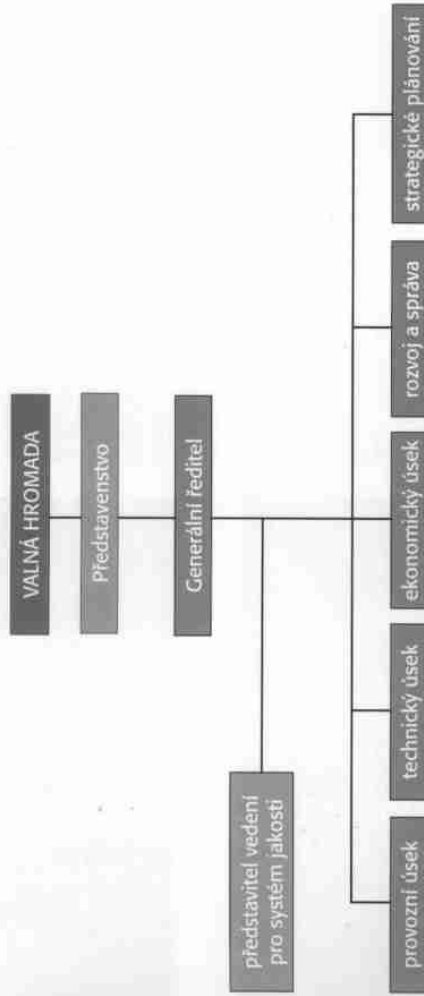 VALNÁ HROMADA
Představenstvo
Generální ředitel
představitel vedení
pro systém jakosti
provozní úsek
technický úsek
ekonomický úsek
rozvoj a správa
strategické plánování